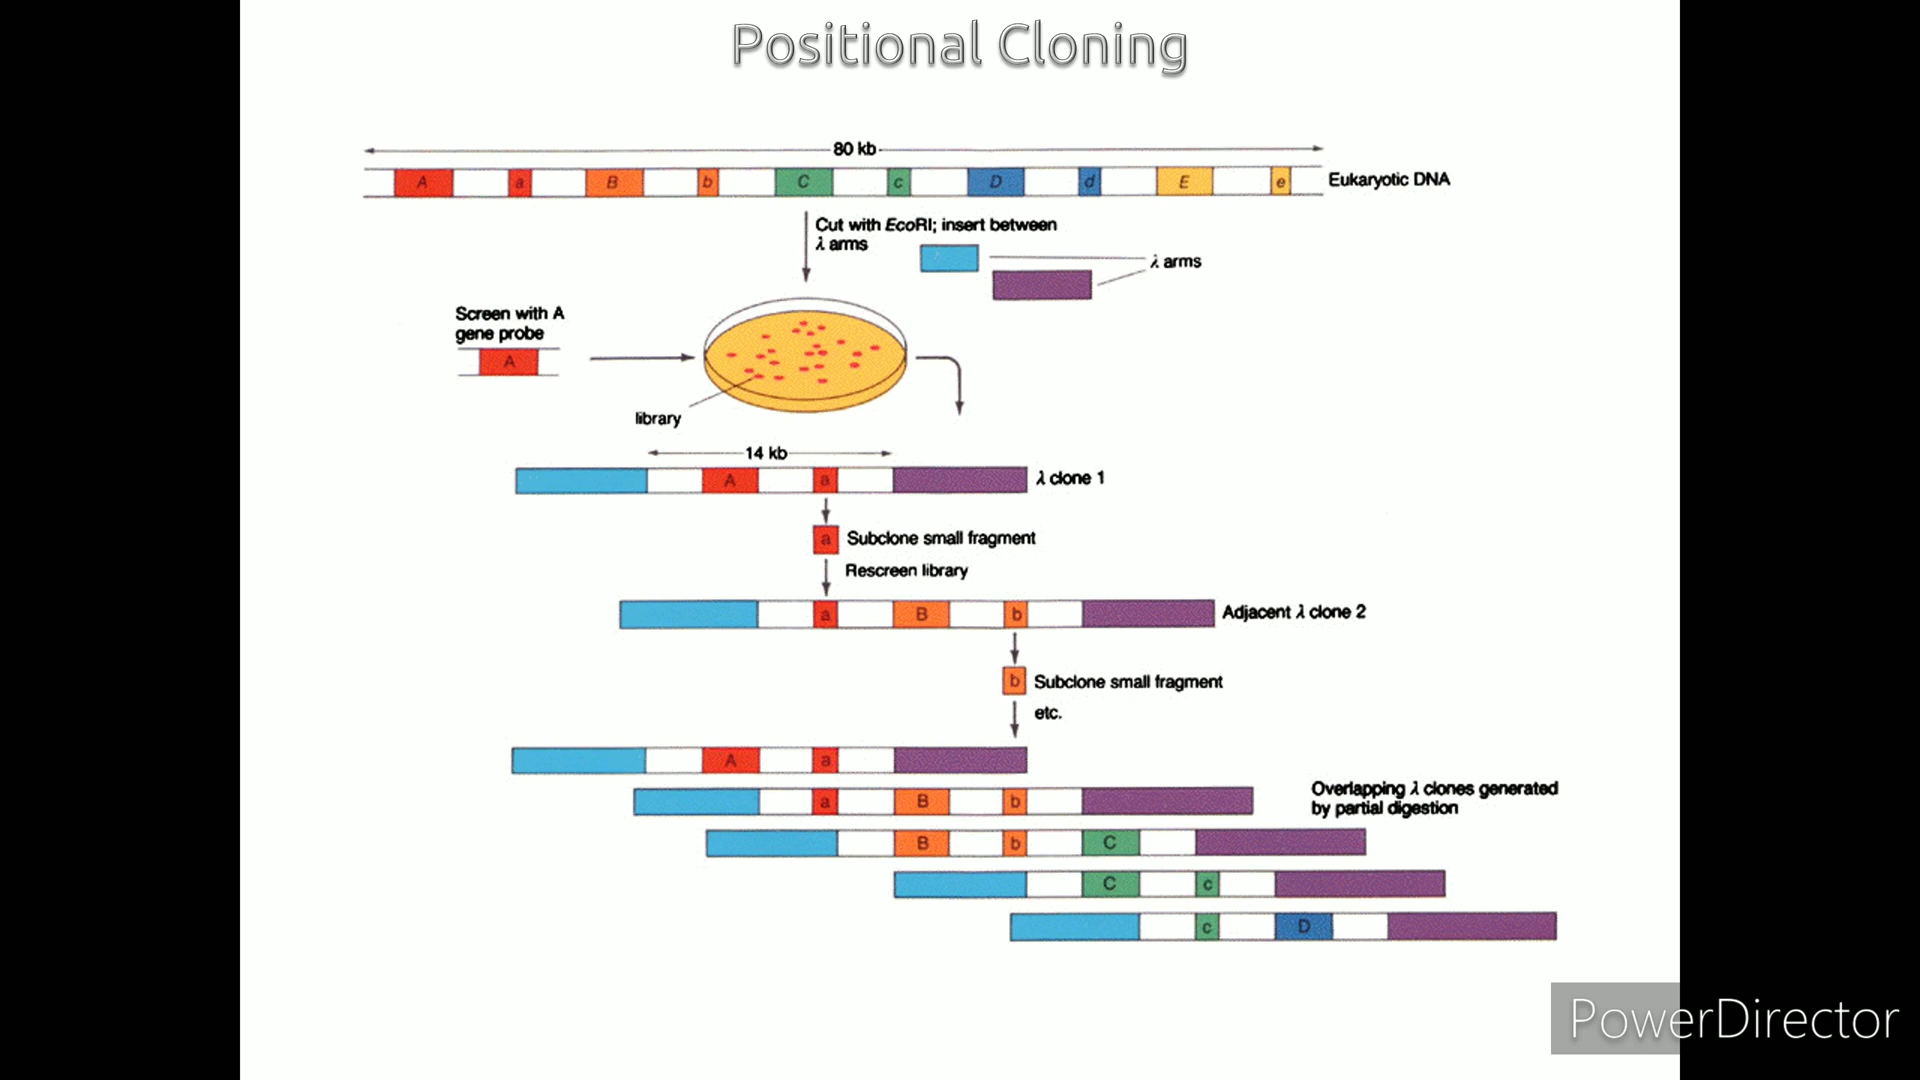 Positional Cloning
80 kb
A a B b C c D d E e Eukaryotic DNA
Cut with EcoRI; insert between
λ arms
λ arms
Screen with A
gene probe
A
library
14 kb
A a λ clone 1
a Subclone small fragment
Rescreen library
a B b Adjacent λ clone 2
b Subclone small fragment
etc.
A a
a B b
Overlapping λ clones generated
by partial digestion
B b C
C c
c D
PowerDirector